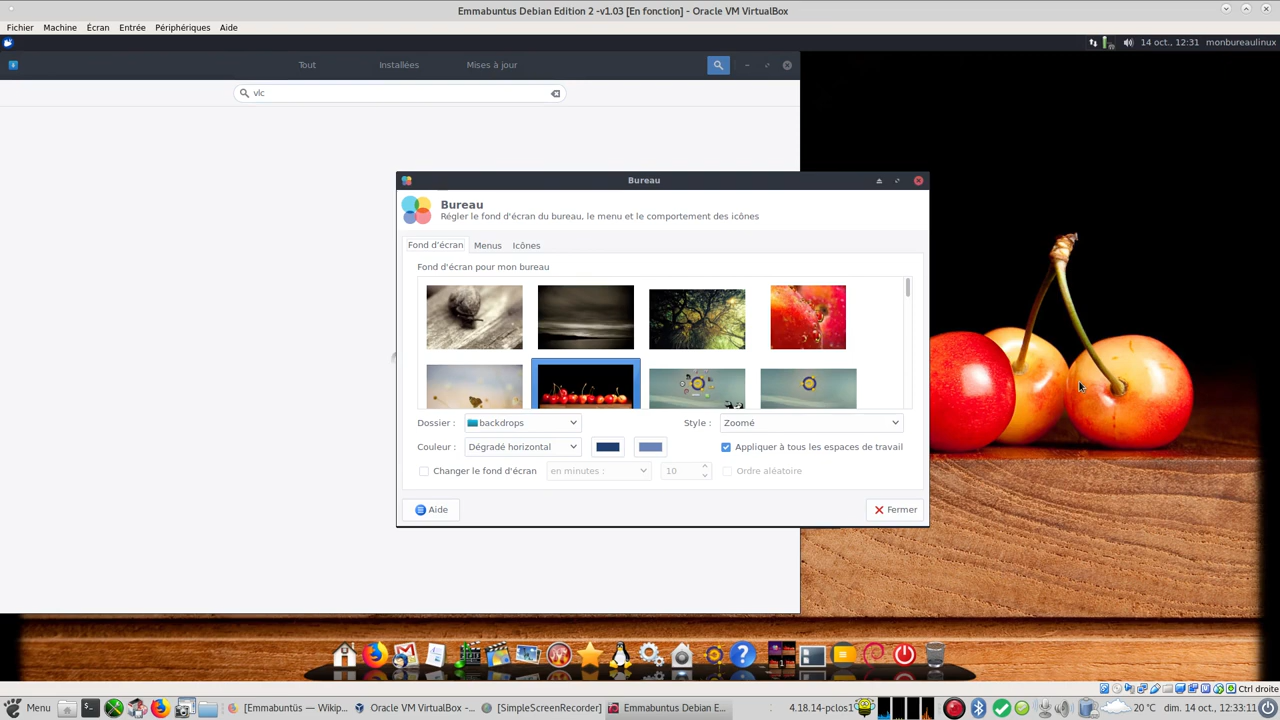 Emmabuntus Debian Edition 2 -v1.03 [En fonction] - Oracle VM VirtualBox
Fichier Machine Écran Entrée Périphériques Aide
14 oct., 12:31 monbureaulinux
Tout Installées Mises à jour
vlc
Bureau
Bureau
Régler le fond d'écran du bureau, le menu et le comportement des icônes
Fond d'écran Menus Icônes
Fond d'écran pour mon bureau
Dossier : backdrops Style : Zoomé
Couleur : Dégradé horizontal Appliquer à tous les espaces de travail
Changer le fond d'écran en minutes : 10 Ordre aléatoire
Aide Fermer
Ctrl droite
Menu [Emmabuntüs — Wikip... Oracle VM VirtualBox -... [SimpleScreenRecorder] Emmabuntus Debian E... 4.18.14-pclos1 20 °C dim. 14 oct., 12:33:11